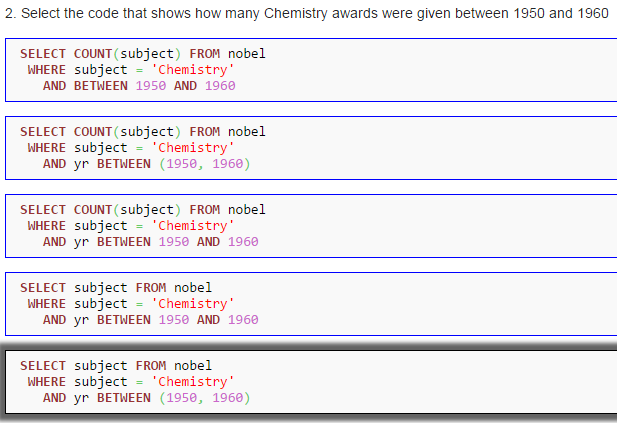 2. Select the code that shows how many Chemistry awards were given between 1950 and 1960
SELECT COUNT(subject) FROM nobel
WHERE subject = 'Chemistry'
AND BETWEEN 1950 AND 1960
SELECT COUNT(subject) FROM nobel
WHERE subject = 'Chemistry'
AND yr BETWEEN (1950, 1960)
SELECT COUNT(subject) FROM nobel
WHERE subject = 'Chemistry'
AND yr BETWEEN 1950 AND 1960
SELECT subject FROM nobel
WHERE subject = 'Chemistry'
AND yr BETWEEN 1950 AND 1960
SELECT subject FROM nobel
WHERE subject = 'Chemistry'
AND yr BETWEEN (1950, 1960)